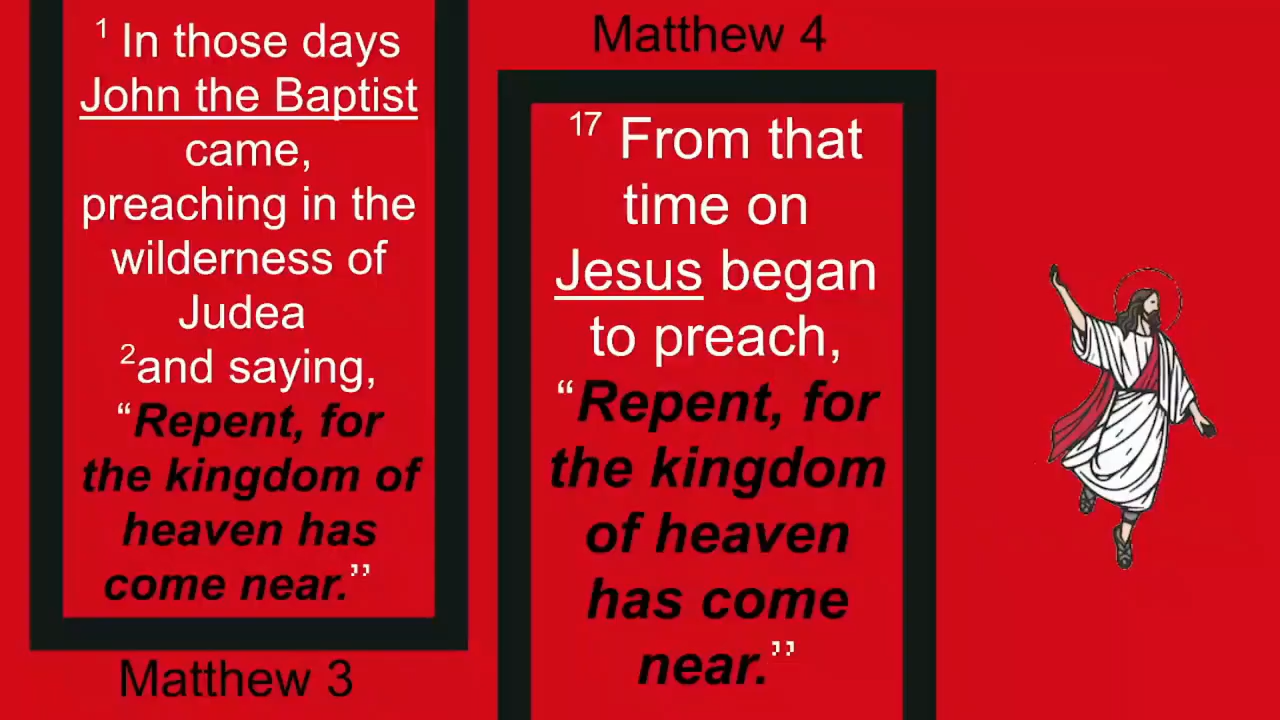 ¹ In those days
John the Baptist
came,
preaching in the
wilderness of
Judea
²and saying,
“Repent, for
the kingdom of
heaven has
come near.”
Matthew 3
Matthew 4
¹⁷ From that
time on
Jesus began
to preach,
“Repent, for
the kingdom
of heaven
has come
near.”